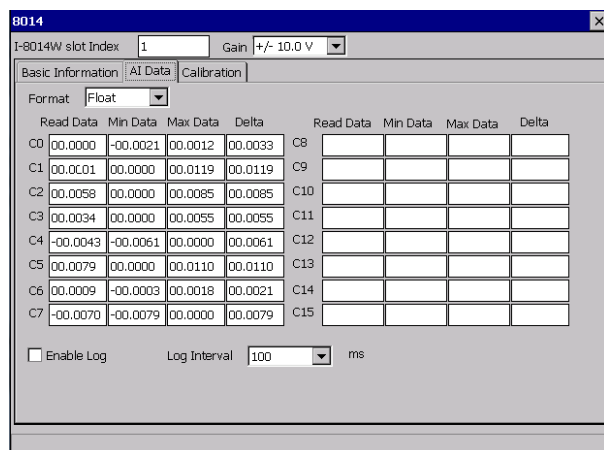 8014
I-8014W slot Index 1 Gain +/- 10.0 V
Basic Information AI Data Calibration
Format Float
Read Data Min Data Max Data Delta Read Data Min Data Max Data Delta
C0 00.0000 -00.0021 00.0012 00.0033 C8
C1 00.0001 00.0000 00.0119 00.0119 C9
C2 00.0058 00.0000 00.0085 00.0085 C10
C3 00.0034 00.0000 00.0055 00.0055 C11
C4 -00.0043 -00.0061 00.0000 00.0061 C12
C5 00.0079 00.0000 00.0110 00.0110 C13
C6 00.0009 -00.0003 00.0018 00.0021 C14
C7 -00.0070 -00.0079 00.0000 00.0079 C15
Enable Log Log Interval 100 ms